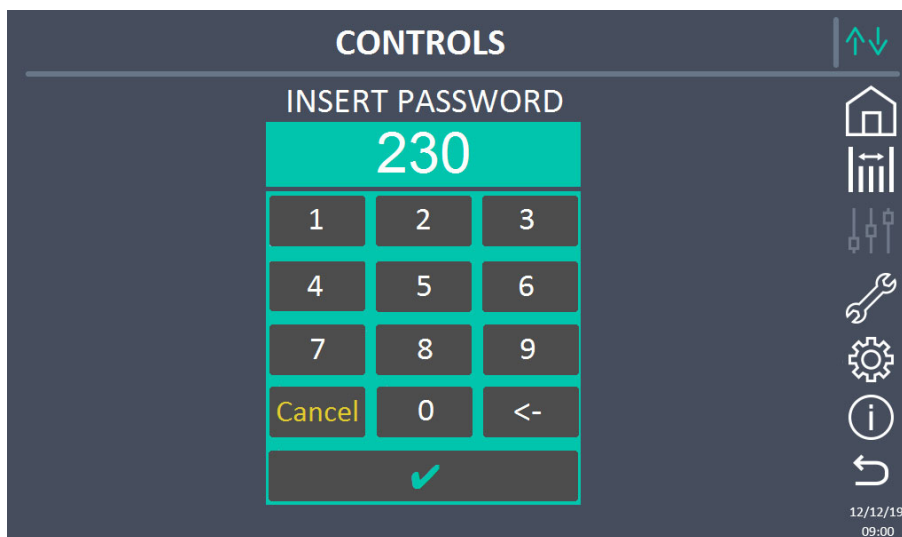 CONTROLS
INSERT PASSWORD
230
1 2 3
4 5 6
7 8 9
Cancel 0 <-
✔
i
12/12/19
09:00